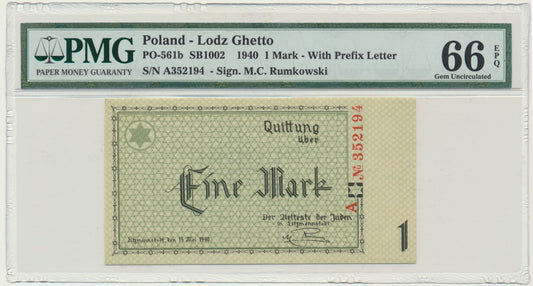 PMG
PAPER MONEY GUARANTY
Poland - Lodz Ghetto
PO-561b SB1002 1940 1 Mark - With Prefix Letter
S/N A352194 - Sign. M.C. Rumkowski
66 EPQ
Gem Uncirculated
Quittung
über
Eine Mark
Der Aelteste der Juden
in Litzmannstadt
Litzmannstadt, den 15. Mai 1940
A № 352194
1